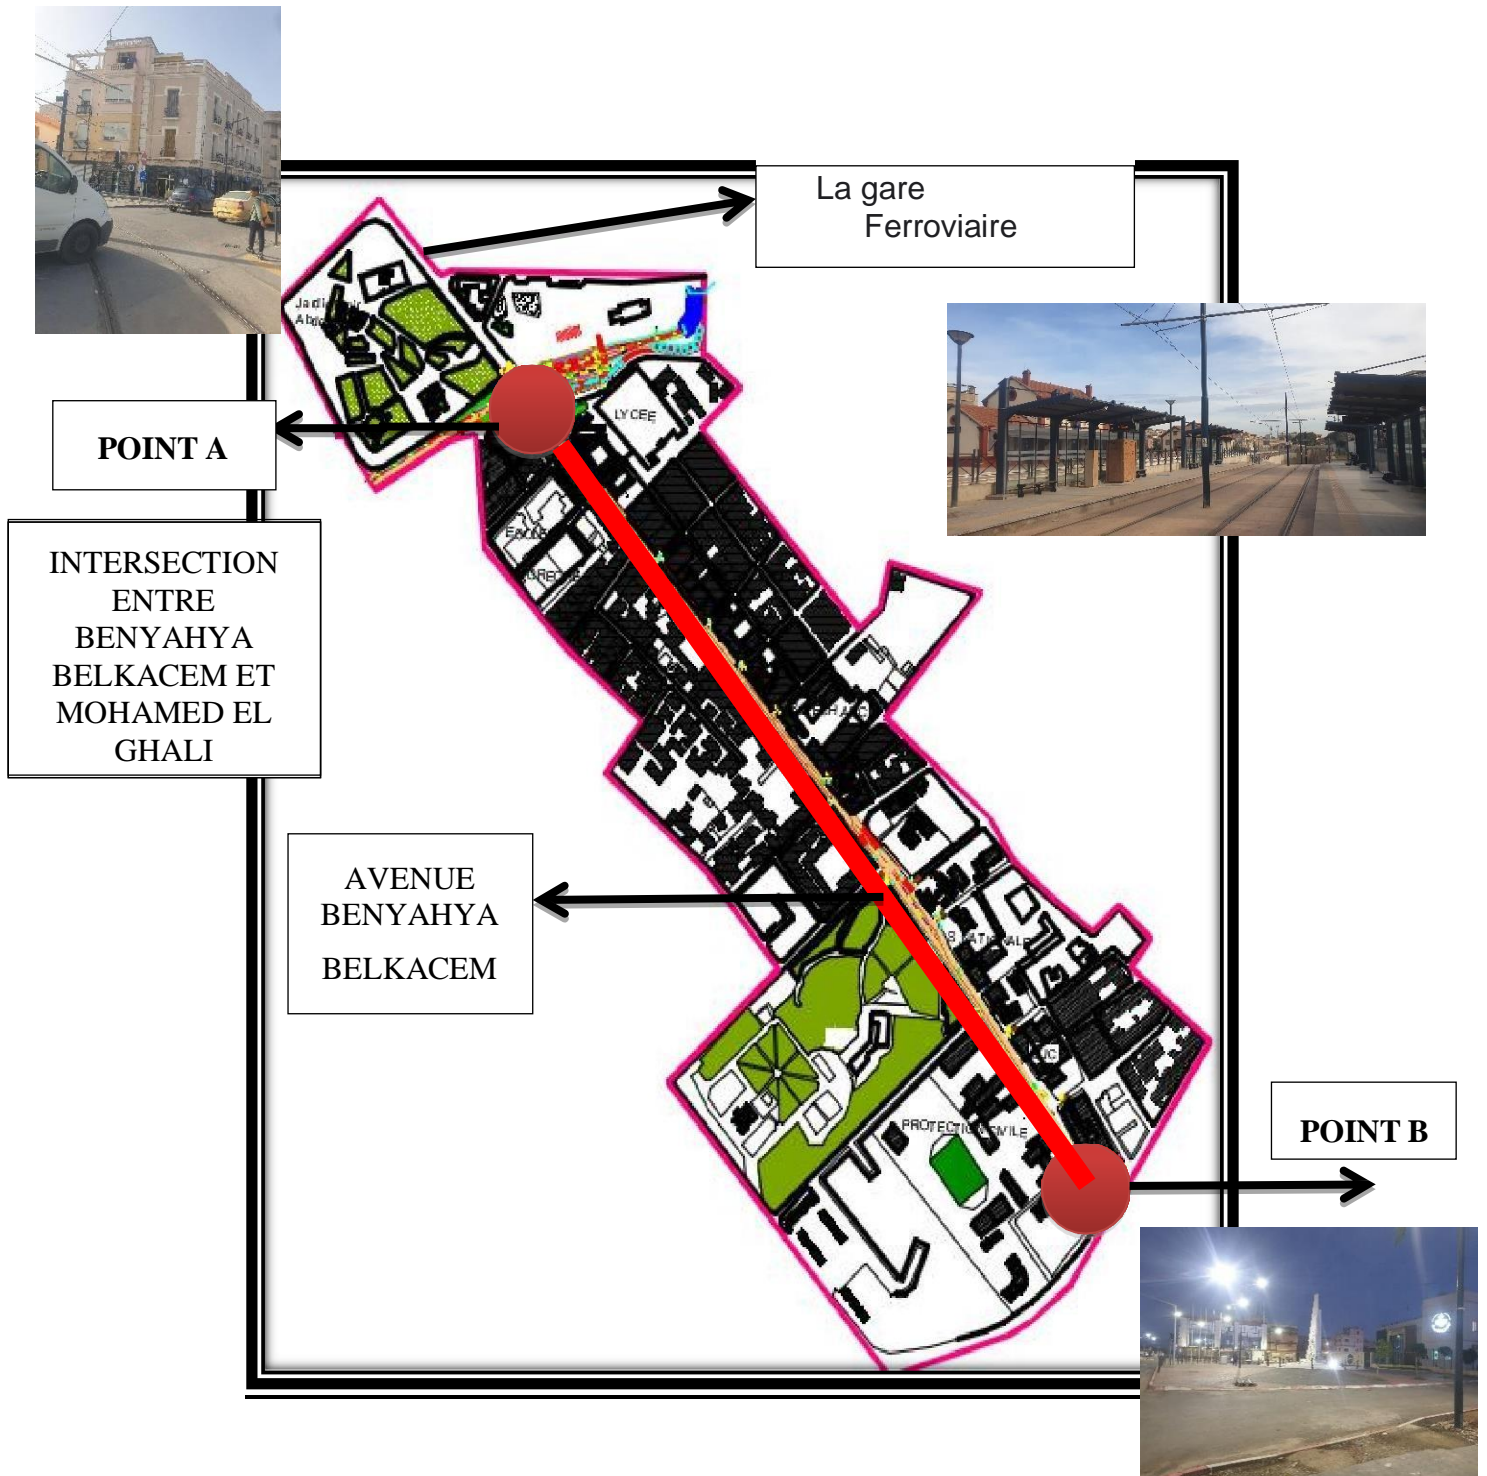 La gare
Ferroviaire
LYCEE
POINT A
INTERSECTION
ENTRE
BENYAHYA
BELKACEM ET
MOHAMED EL
GHALI
AVENUE
BENYAHYA
BELKACEM
POINT B